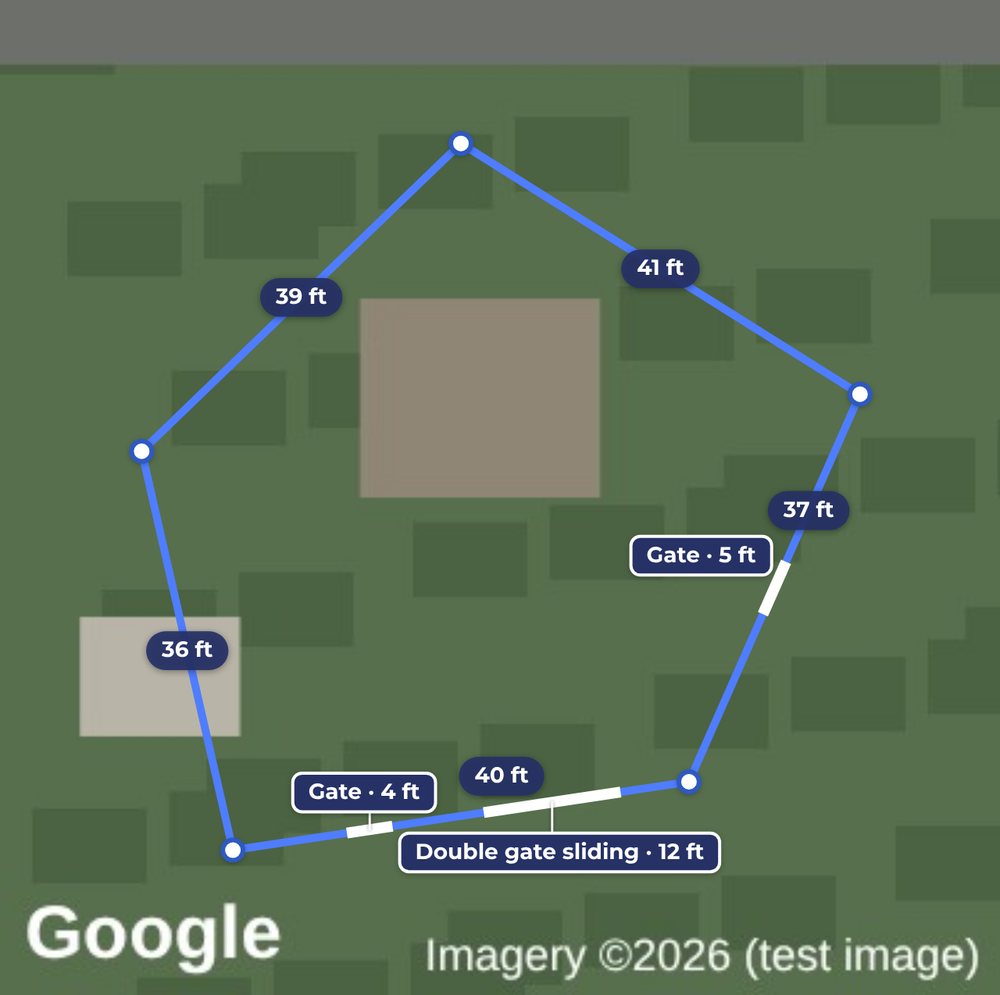 41 ft
39 ft
37 ft
Gate · 5 ft
36 ft
40 ft
Gate · 4 ft
Double gate sliding · 12 ft
Google
Imagery ©2026 (test image)